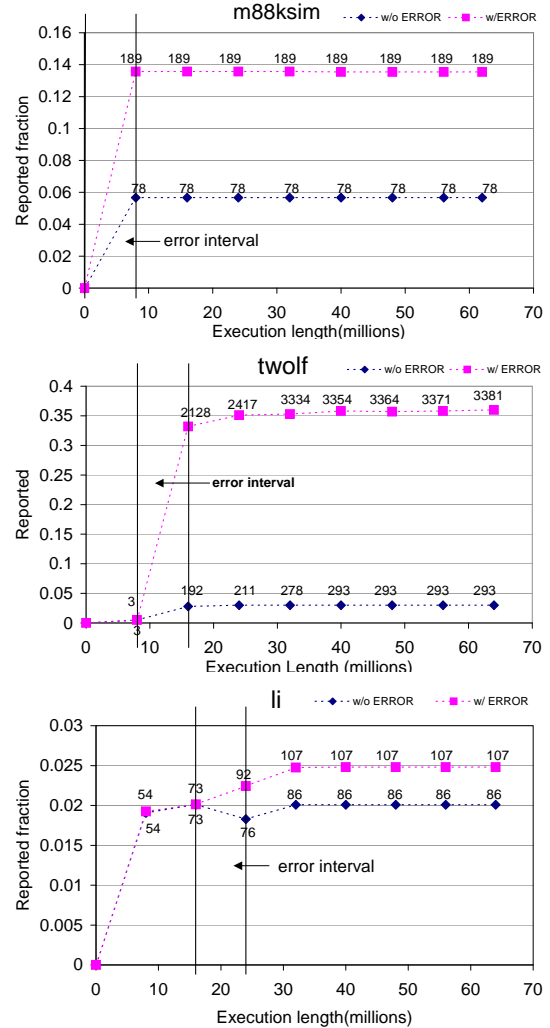 m88ksim
w/o ERROR w/ERROR
0.16
0.14
0.12
0.1
0.08
0.06
0.04
0.02
0
Reported fraction
189 189 189 189 189 189 189 189
78 78 78 78 78 78 78 78
error interval
0 10 20 30 40 50 60 70
Execution length(millions)
twolf
w/o ERROR w/ ERROR
0.4
0.35
0.3
0.25
0.2
0.15
0.1
0.05
0
Reported
2128 2417 3334 3354 3364 3371 3381
error interval
3 192 211 278 293 293 293 293
3
0 10 20 30 40 50 60 70
Execution Length (millions)
li
w/o ERROR w/ ERROR
0.03
0.025
0.02
0.015
0.01
0.005
0
Reported fraction
54 73 92 107 107 107 107 107
54 73 76 86 86 86 86 86
error interval
0 10 20 30 40 50 60 70
Execution length(millions)